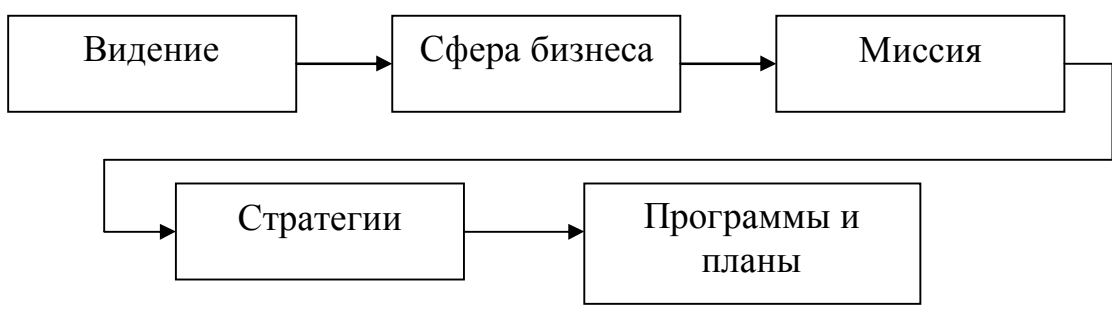 Видение
Сфера бизнеса
Миссия
Стратегии
Программы и
планы